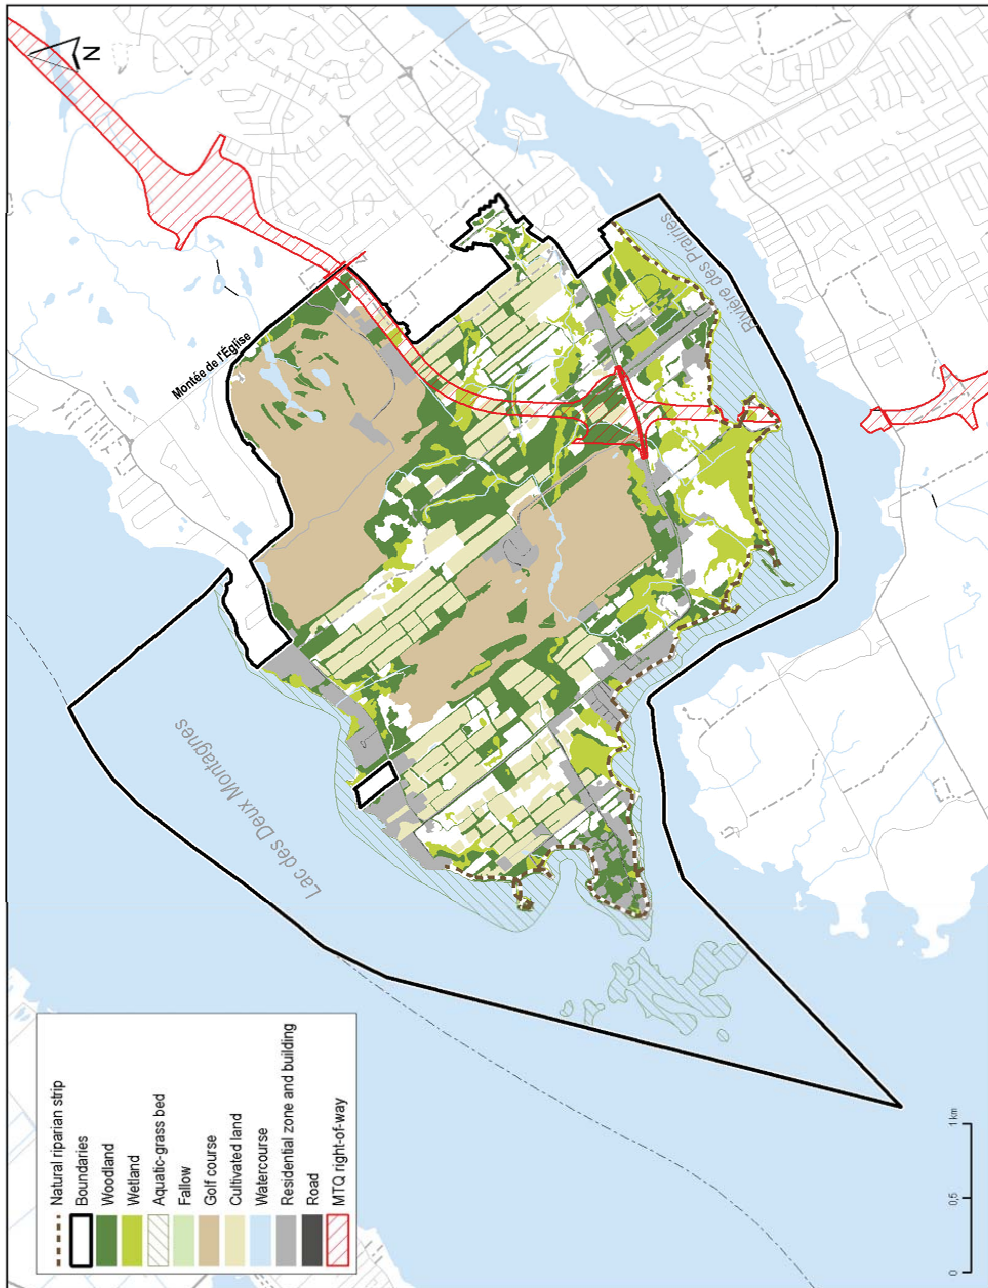 N
Montée de l'Église
Rivière des Prairies
Lac des Deux Montagnes
Natural riparian strip
Boundaries
Woodland
Wetland
Aquatic-grass bed
Fallow
Golf course
Cultivated land
Watercourse
Residential zone and building
Road
MTQ right-of-way
0 0,5 1 km